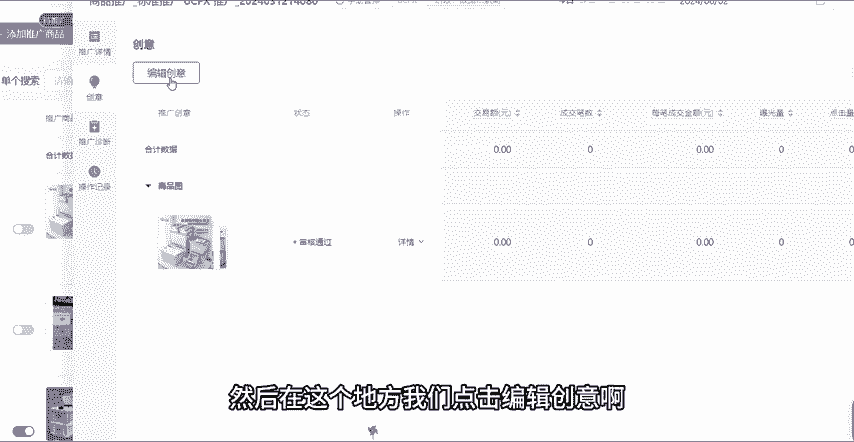 添加推广商品
单个搜索
合计数据
推广详情
创意
推广诊断
操作记录
创意
编辑创意
推广创意 状态 操作 交易额(元) 成交笔数 每笔成交金额(元) 曝光量 点击量
合计数据 0.00 0 0.00 0 0
商品图
审核通过 详情 0.00 0 0.00 0 0
然后在这个地方我们点击编辑创意啊